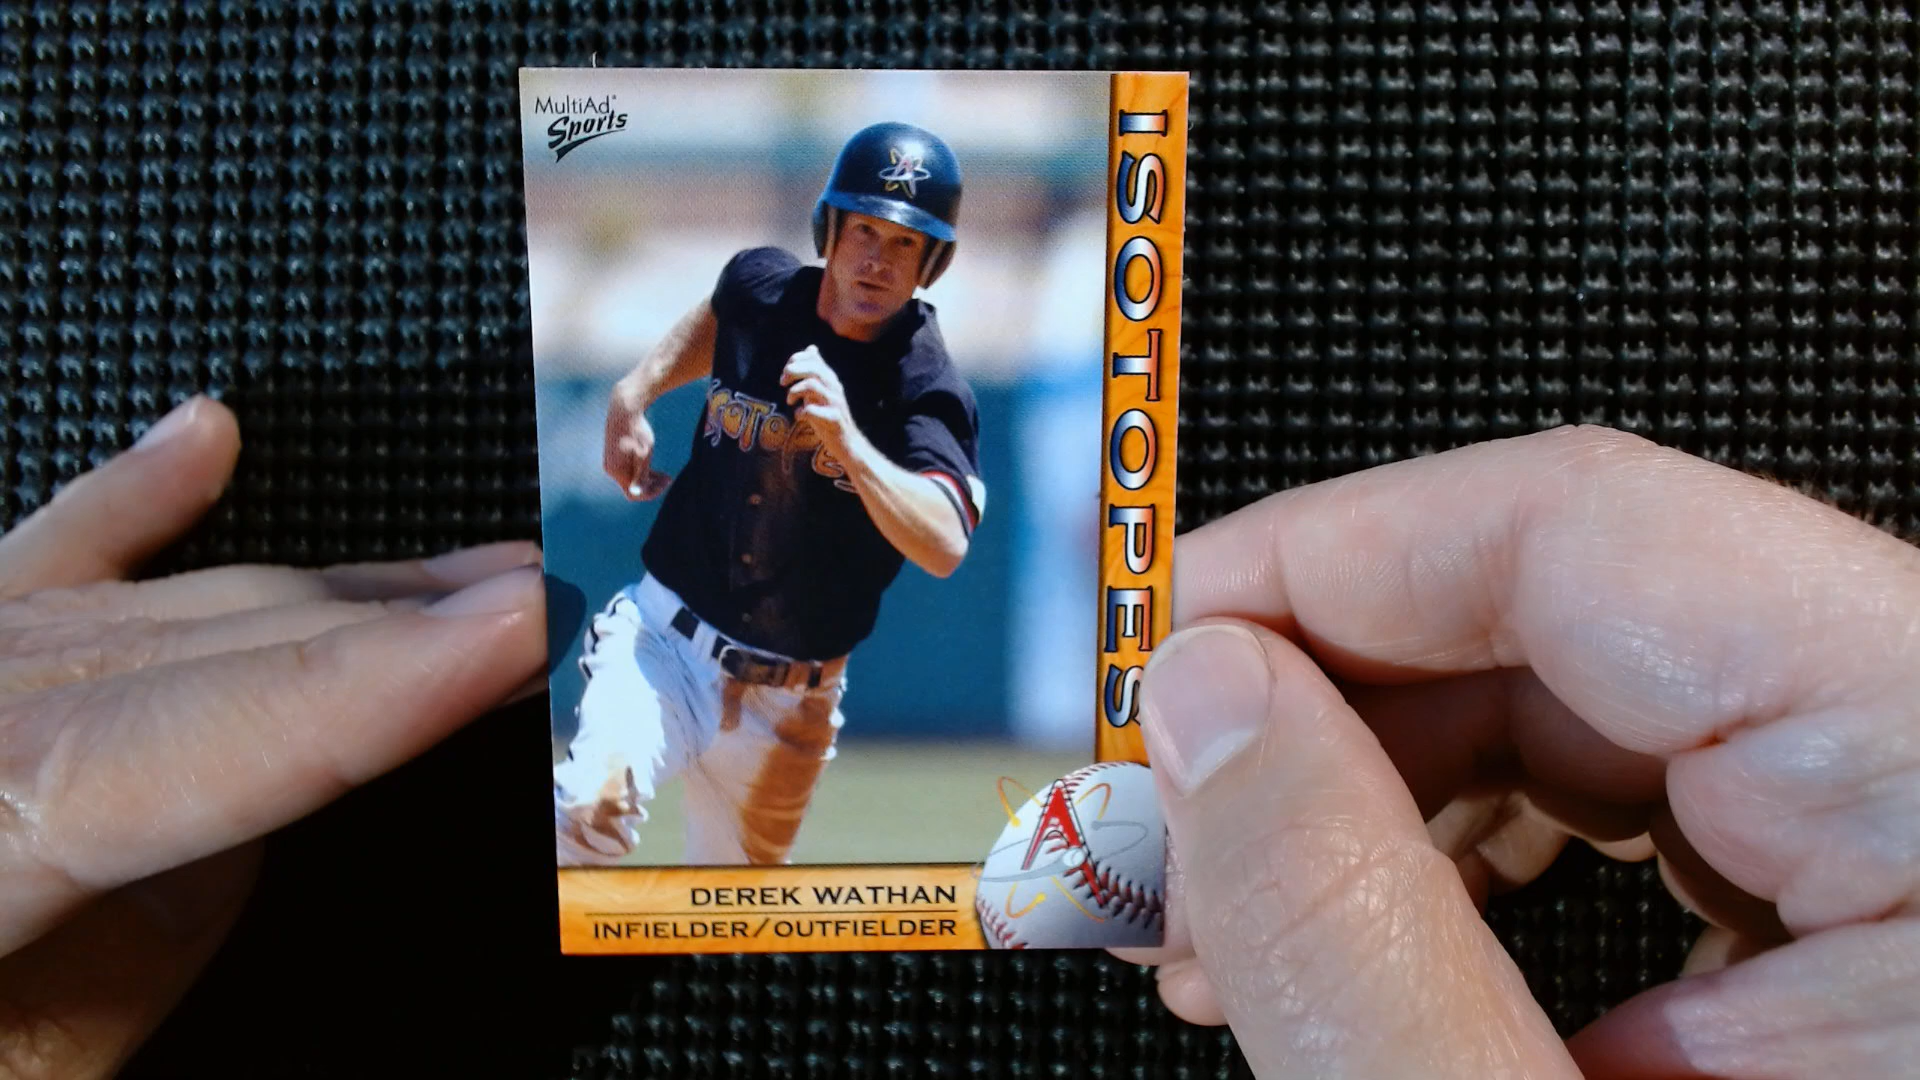 MultiAd
Sports
ISOTOPES
ISOTOPES
A
DEREK WATHAN
INFIELDER/OUTFIELDER